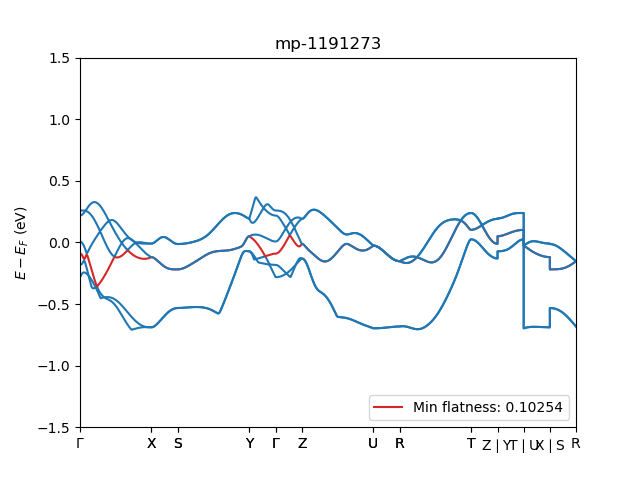 mp-1191273
E − E_F (eV)
1.5
1.0
0.5
0.0
−0.5
−1.0
−1.5
Min flatness: 0.10254
Γ X S Y Γ Z U R T Z | Y T | U X | S R